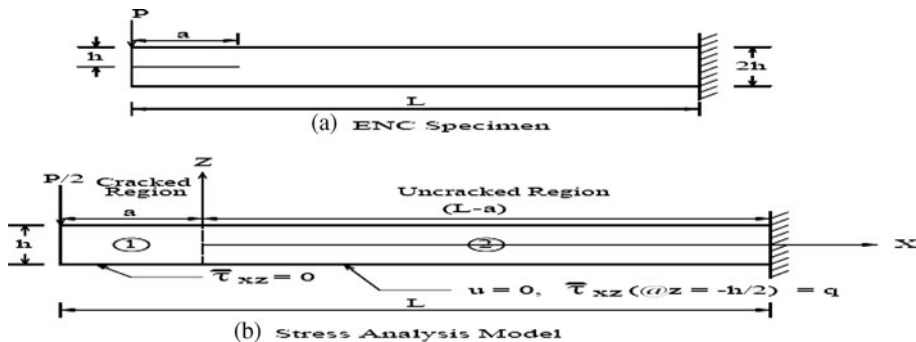 P
a
h
2h
L
(a) ENC Specimen
Z
P/2
Cracked Region
Uncracked Region
a
(L-a)
h
1
2
X
τ̅ xz = 0
u = 0, τ̅ xz (@z = -h/2) = q
L
(b) Stress Analysis Model